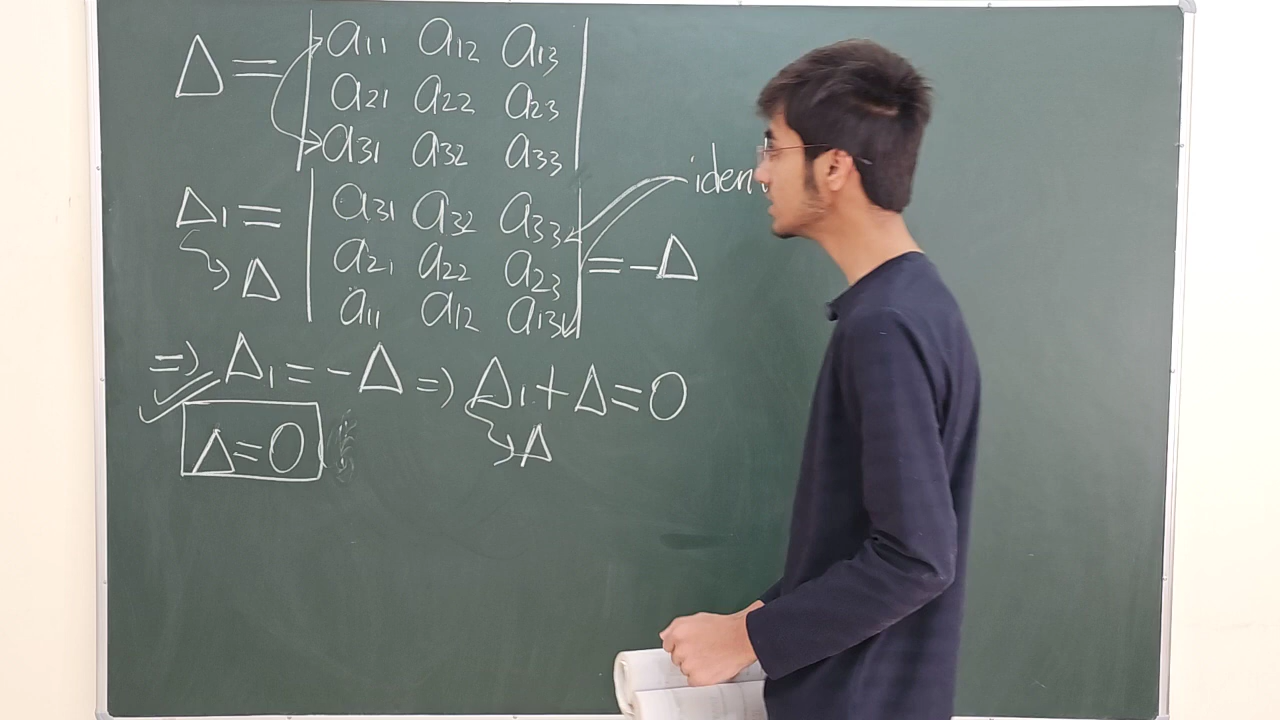 Δ = | a11 a12 a13 |
| a21 a22 a23 |
| a31 a32 a33 |
Δ1 = | a31 a32 a33 |
| a21 a22 a23 | = -Δ
| a11 a12 a13 |
Δ
=> Δ1 = -Δ => Δ1 + Δ = 0
Δ
Δ = 0